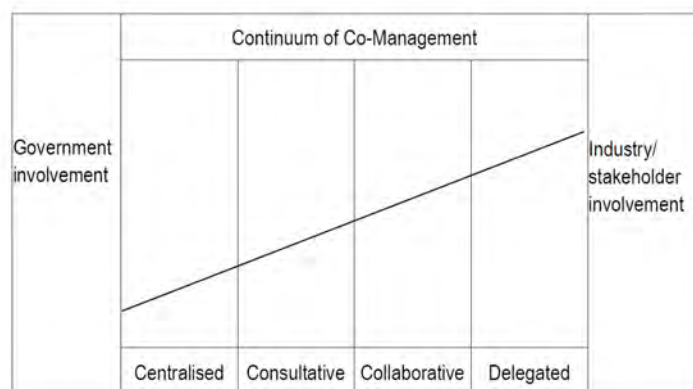 Continuum of Co-Management
Government
involvement
Industry/
stakeholder
involvement
Centralised
Consultative
Collaborative
Delegated